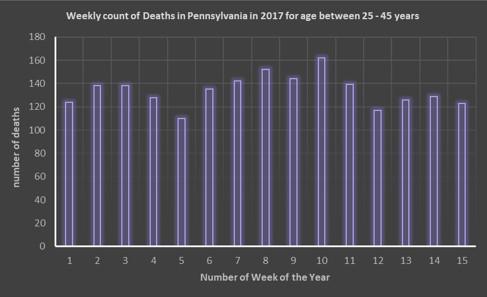 Weekly count of Deaths in Pennsylvania in 2017 for age between 25 - 45 years
180
160
140
120
100
80
60
40
20
0
number of deaths
1 2 3 4 5 6 7 8 9 10 11 12 13 14 15
Number of Week of the Year